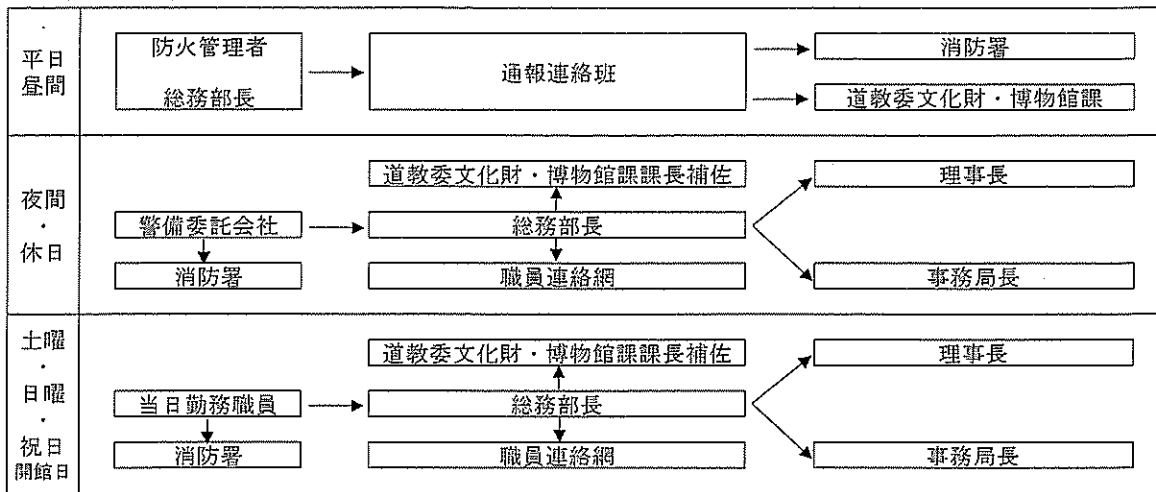 平日
昼間
防火管理者
総務部長
通報連絡班
消防署
道教委文化財・博物館課
夜間
・
休日
道教委文化財・博物館課課長補佐
理事長
警備委託会社
総務部長
消防署
職員連絡網
事務局長
土曜
・
日曜
・
祝日
開館日
道教委文化財・博物館課課長補佐
理事長
当日勤務職員
総務部長
消防署
職員連絡網
事務局長